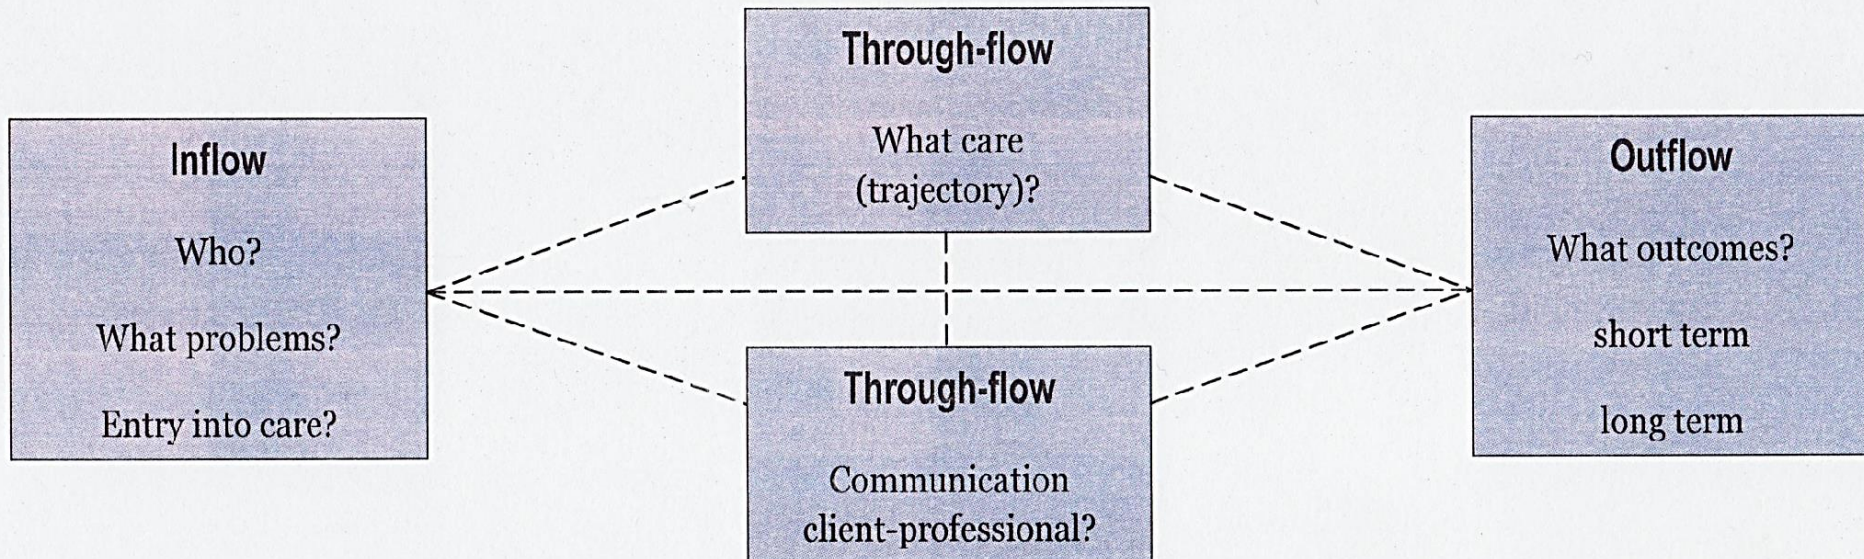 Inflow
Who?
What problems?
Entry into care?
Through-flow
What care
(trajectory)?
Through-flow
Communication
client-professional?
Outflow
What outcomes?
short term
long term